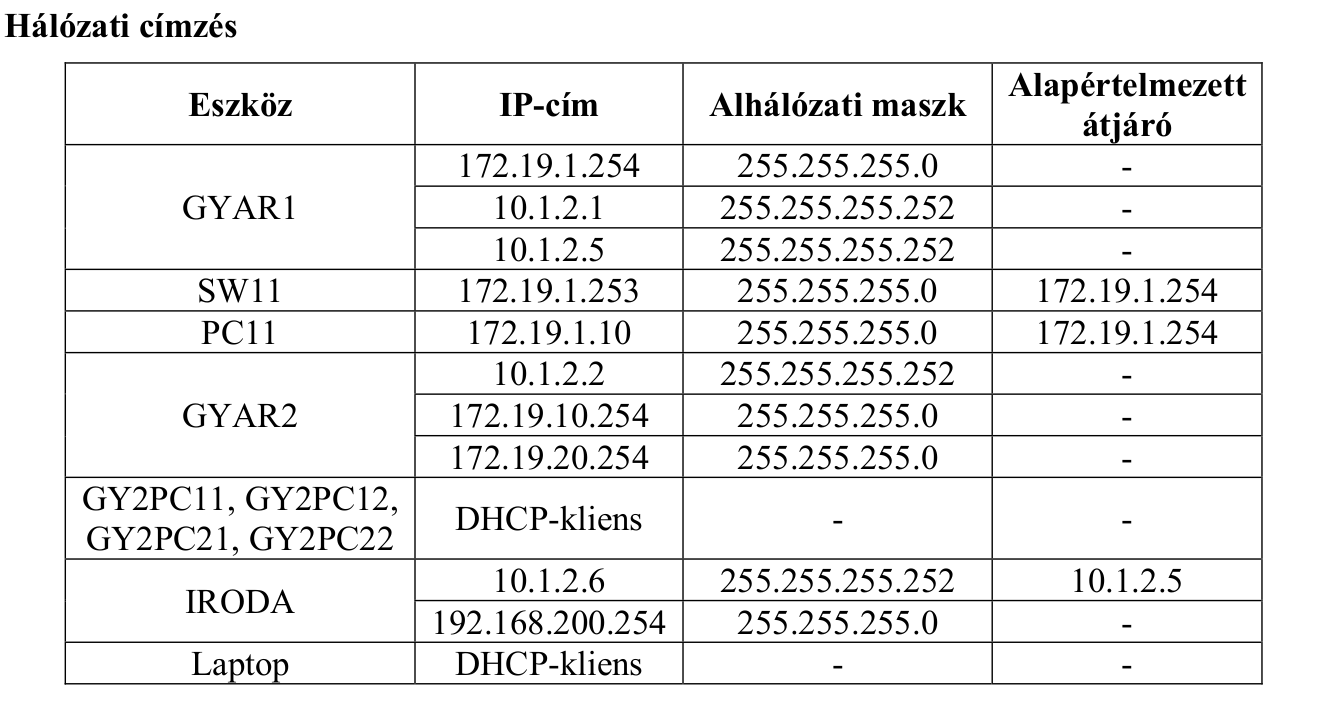 Hálózati címzés
Eszköz IP-cím Alhálózati maszk Alapértelmezett átjáró
GYAR1 172.19.1.254 255.255.255.0 -
10.1.2.1 255.255.255.252 -
10.1.2.5 255.255.255.252 -
SW11 172.19.1.253 255.255.255.0 172.19.1.254
PC11 172.19.1.10 255.255.255.0 172.19.1.254
GYAR2 10.1.2.2 255.255.255.252 -
172.19.10.254 255.255.255.0 -
172.19.20.254 255.255.255.0 -
GY2PC11, GY2PC12,
GY2PC21, GY2PC22 DHCP-kliens - -
IRODA 10.1.2.6 255.255.255.252 10.1.2.5
192.168.200.254 255.255.255.0 -
Laptop DHCP-kliens - -